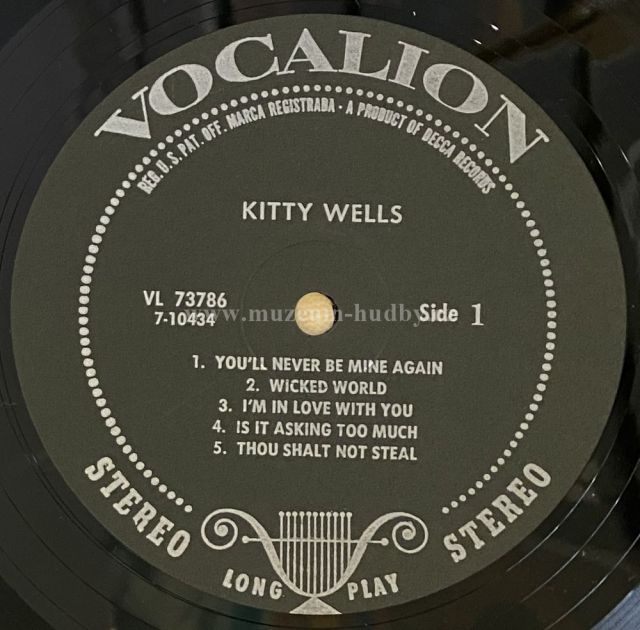 VOCALION
REG. U.S. PAT. OFF. MARCA REGISTRADA • A PRODUCT OF DECCA RECORDS
KITTY WELLS
VL 73786
7-10434
www.muzeum-hudby.
Side 1
1. YOU'LL NEVER BE MINE AGAIN
2. WICKED WORLD
3. I'M IN LOVE WITH YOU
4. IS IT ASKING TOO MUCH
5. THOU SHALT NOT STEAL
STEREO
LONG PLAY
STEREO